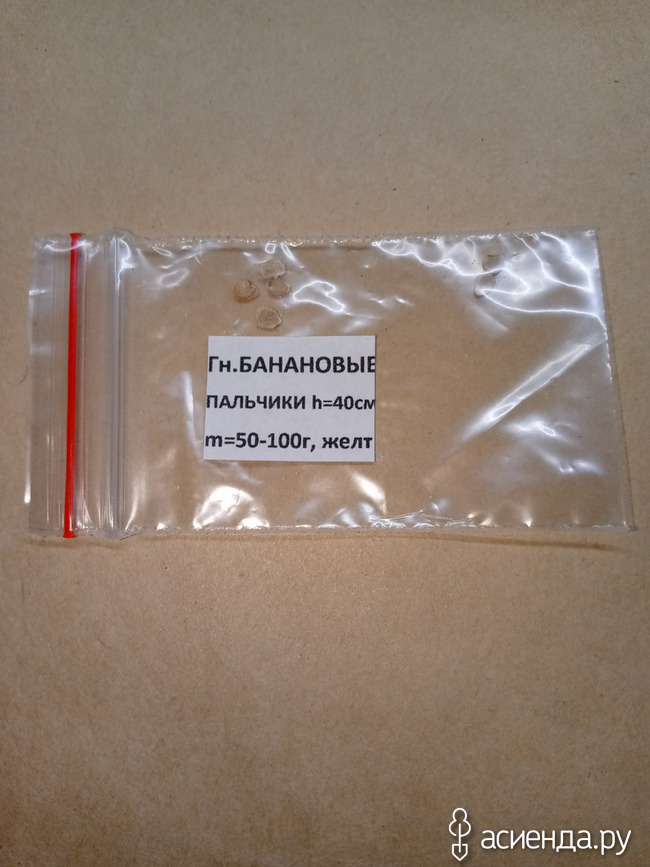 Гн.БАНАНОВЫЕ
ПАЛЬЧИКИ h=40см
m=50-100г, желт
асиенда.ру